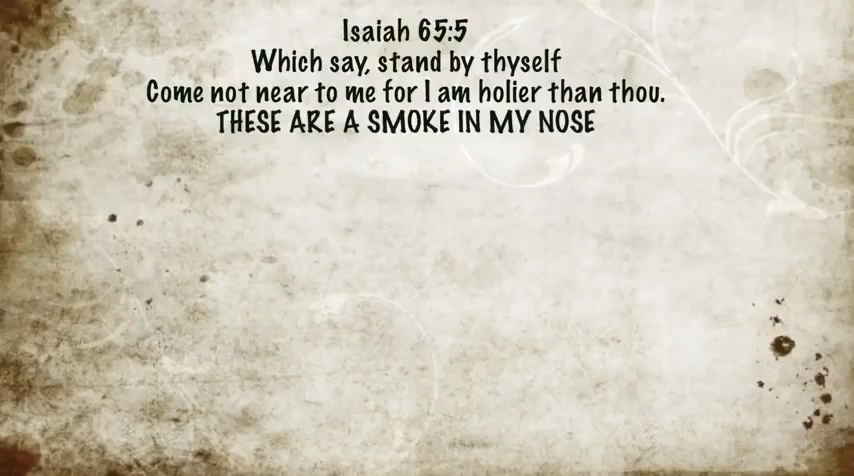 Isaiah 65:5
Which say, stand by thyself
Come not near to me for I am holier than thou.
THESE ARE A SMOKE IN MY NOSE